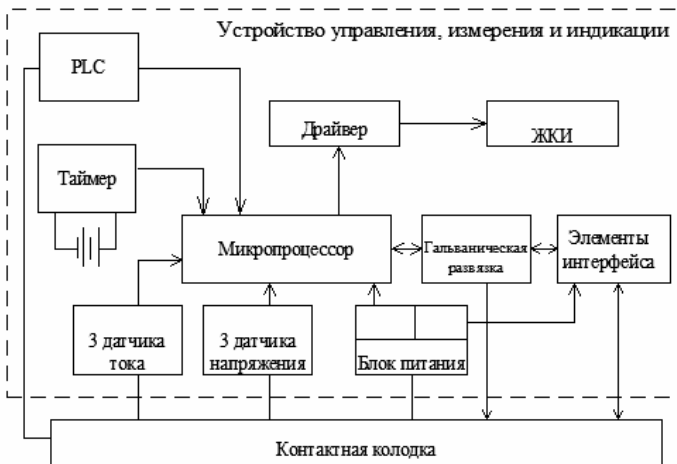 Устройство управления, измерения и индикации
PLC
Драйвер
ЖКИ
Таймер
Микропроцессор
Гальваническая
развязка
Элементы
интерфейса
3 датчика
тока
3 датчика
напряжения
Блок питания
Контактная колодка